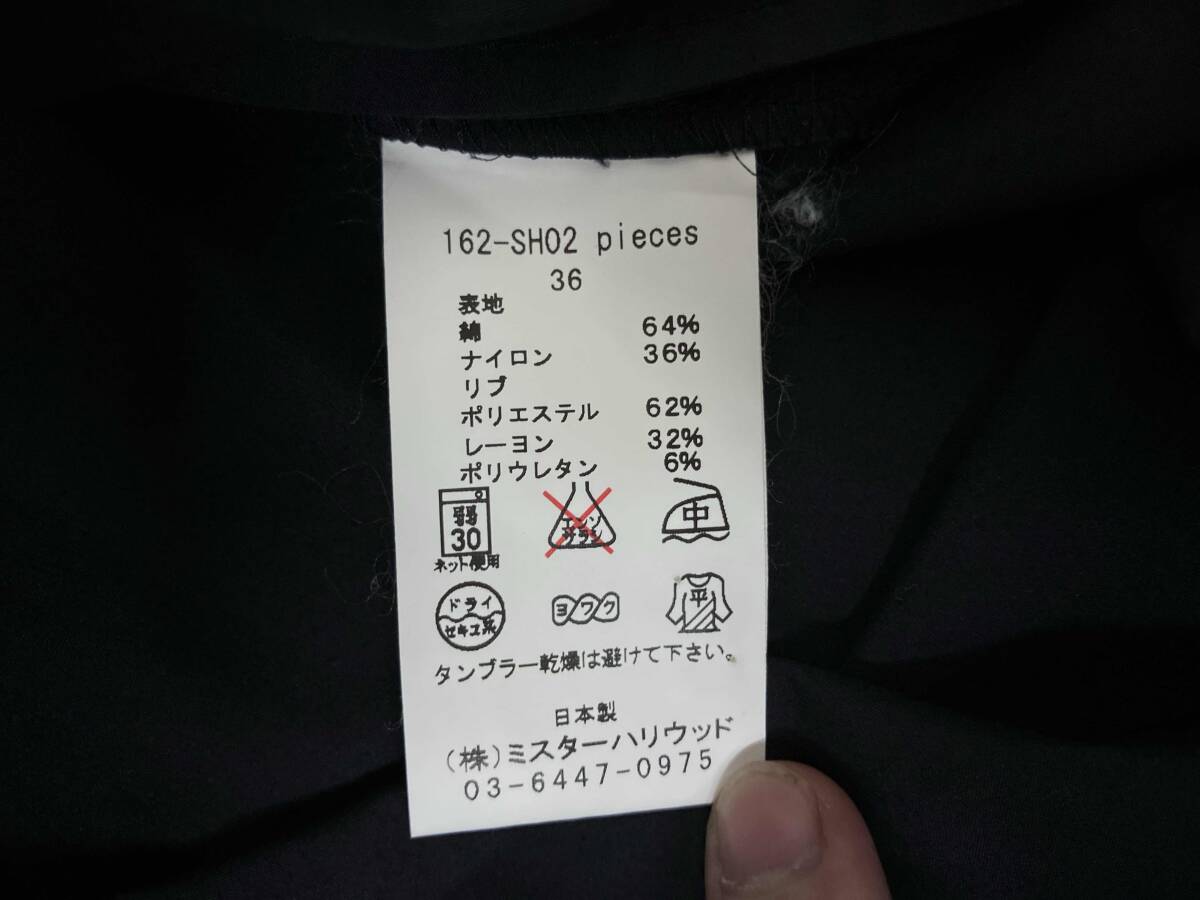 162-SH02 pieces
36
表地
綿 64%
ナイロン 36%
リブ
ポリエステル 62%
レーヨン 32%
ポリウレタン 6%
弱
30
ネット使用
エンソ
サラシ
中
ドライ
セキユ系
ヨワク
平
タンブラー乾燥は避けて下さい。
日本製
(株)ミスターハリウッド
03-6447-0975